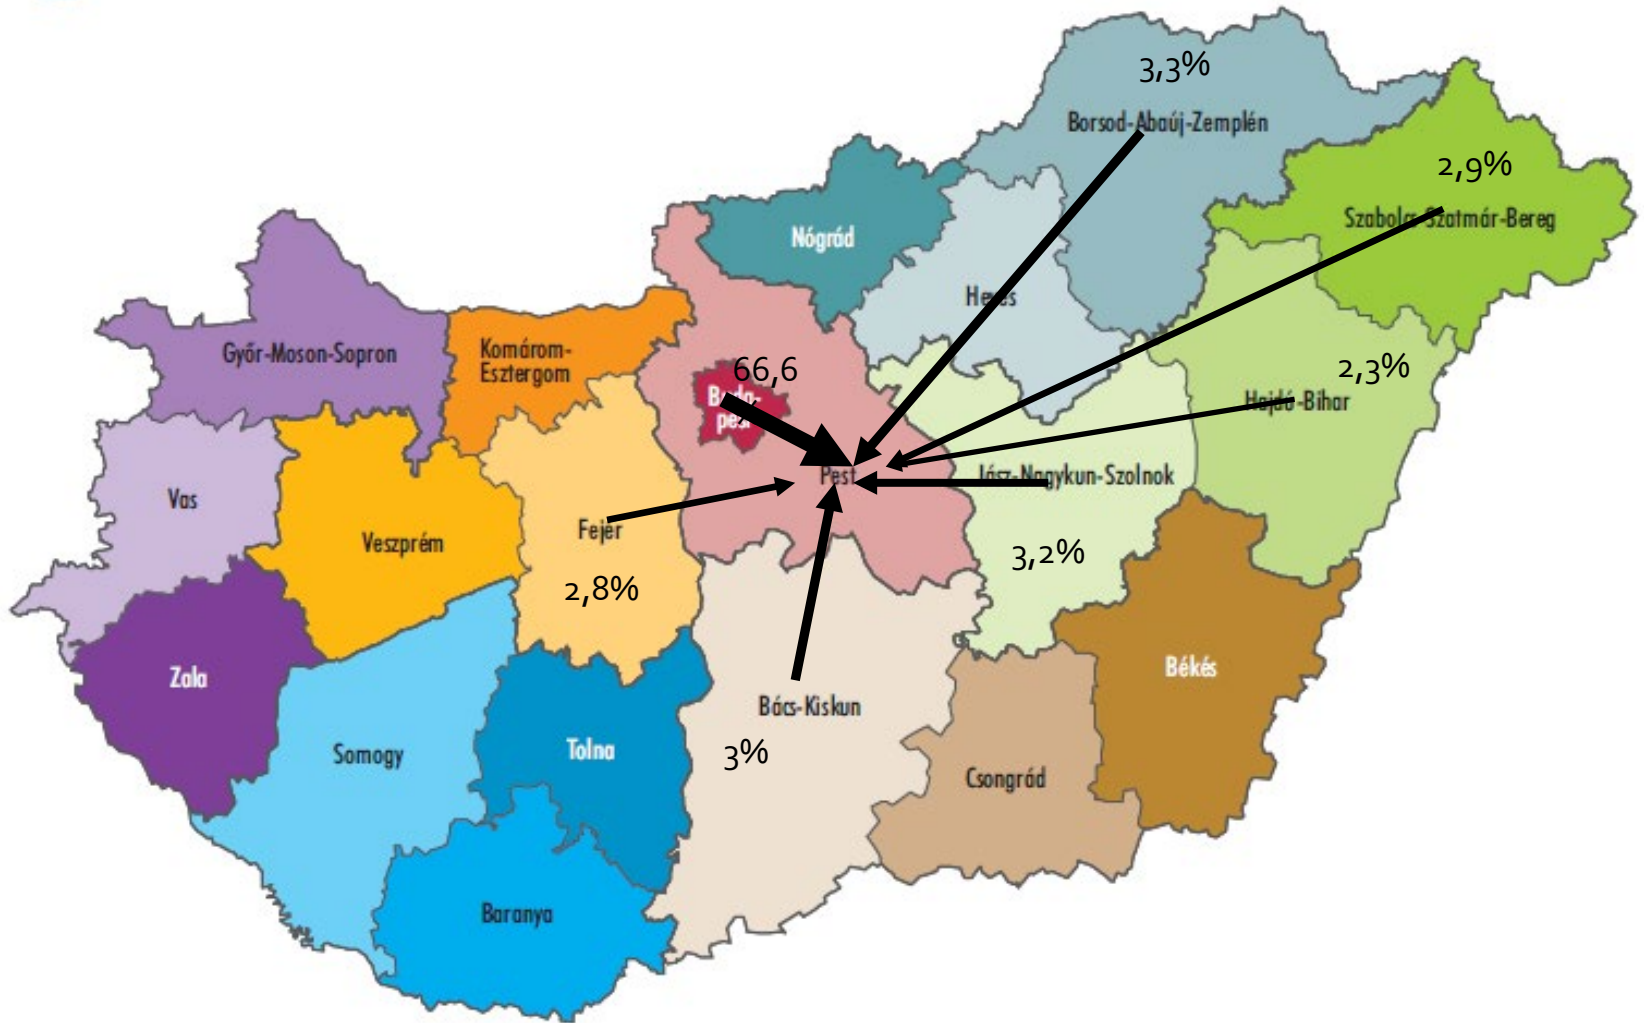 3,3%
Borsod-Abaúj-Zemplén
2,9%
Szabolcs-Szatmár-Bereg
Nógrád
Heves
Győr-Moson-Sopron
Komárom-
Esztergom
66,6
Buda-
pest
2,3%
Hajdú-Bihar
Pest
Jász-Nagykun-Szolnok
Vas
Veszprém
Fejér
3,2%
2,8%
Zala
Békés
Bács-Kiskun
3%
Somogy
Tolna
Csongrád
Baranya